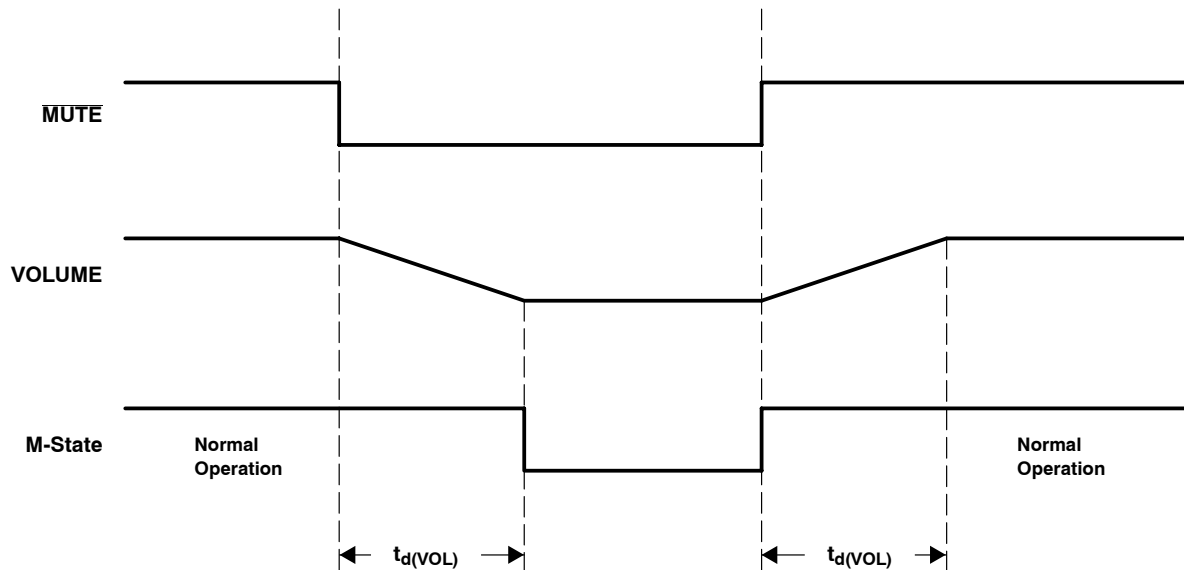 MUTE
VOLUME
M-State
Normal
Operation
Normal
Operation
td(VOL)
td(VOL)